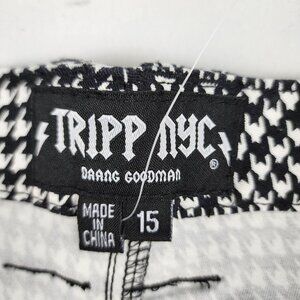 TRIPP NYC
DAANG GOODMAN
®
MADE IN CHINA
15